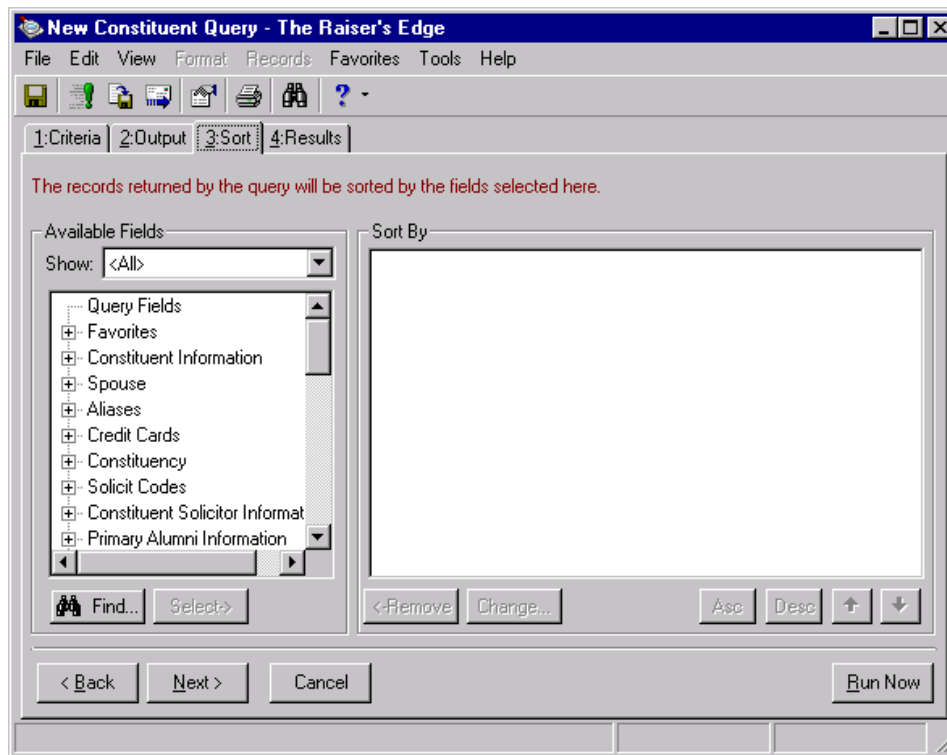 New Constituent Query - The Raiser's Edge
File Edit View Format Records Favorites Tools Help
1:Criteria 2:Output 3:Sort 4:Results
The records returned by the query will be sorted by the fields selected here.
Available Fields
Show: <All>
Query Fields
Favorites
Constituent Information
Spouse
Aliases
Credit Cards
Constituency
Solicit Codes
Constituent Solicitor Informat
Primary Alumni Information
Find... Select->
Sort By
<-Remove Change... Asc Desc
< Back Next > Cancel Run Now